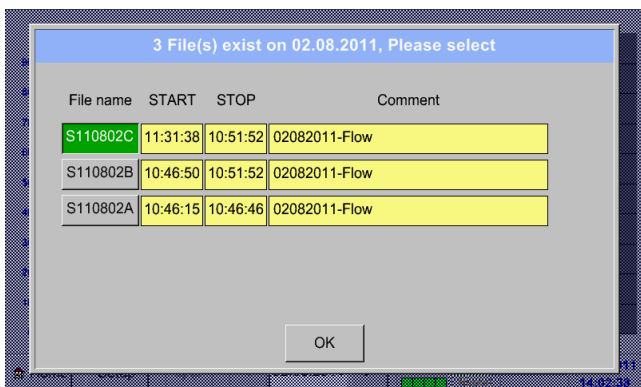 3 File(s) exist on 02.08.2011, Please select
File name START STOP Comment
S110802C 11:31:38 10:51:52 02082011-Flow
S110802B 10:46:50 10:51:52 02082011-Flow
S110802A 10:46:15 10:46:46 02082011-Flow
OK